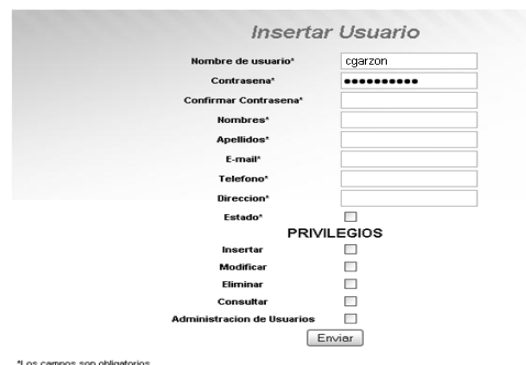 Insertar Usuario
Nombre de usuario* cgarzon
Contrasena* ••••••••••
Confirmar Contrasena*
Nombres*
Apellidos*
E-mail*
Telefono*
Direccion*
Estado*
PRIVILEGIOS
Insertar
Modificar
Eliminar
Consultar
Administracion de Usuarios
Enviar
*Los campos son obligatorios